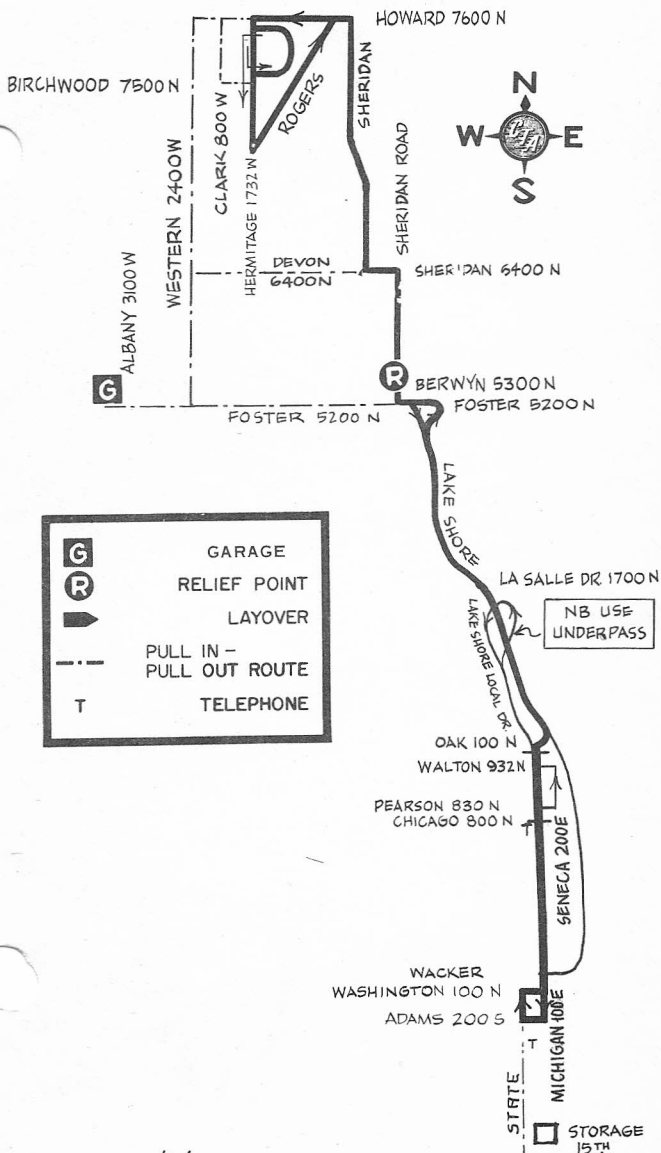 HOWARD 7600 N
BIRCHWOOD 7500 N
CLARK 800 W
ROGERS
SHERIDAN
N
W
E
S
WESTERN 2400W
HERMITAGE 1732 W
SHERIDAN ROAD
ALBANY 3100 W
DEVON
6400 N
SHERIDAN 6400 N
G
R
BERWYN 5300 N
FOSTER 5200 N
FOSTER 5200 N
LAKE SHORE
G GARAGE
R RELIEF POINT
LAYOVER
PULL IN -
PULL OUT ROUTE
T TELEPHONE
LA SALLE DR 1700 N
NB USE
UNDERPASS
LAKE SHORE LOCAL DR.
OAK 100 N
WALTON 932 N
PEARSON 830 N
CHICAGO 800 N
T
SENECA 200E
WACKER
WASHINGTON 100 N
ADAMS 200 S
MICHIGAN 100E
T
STATE
STORAGE
15TH